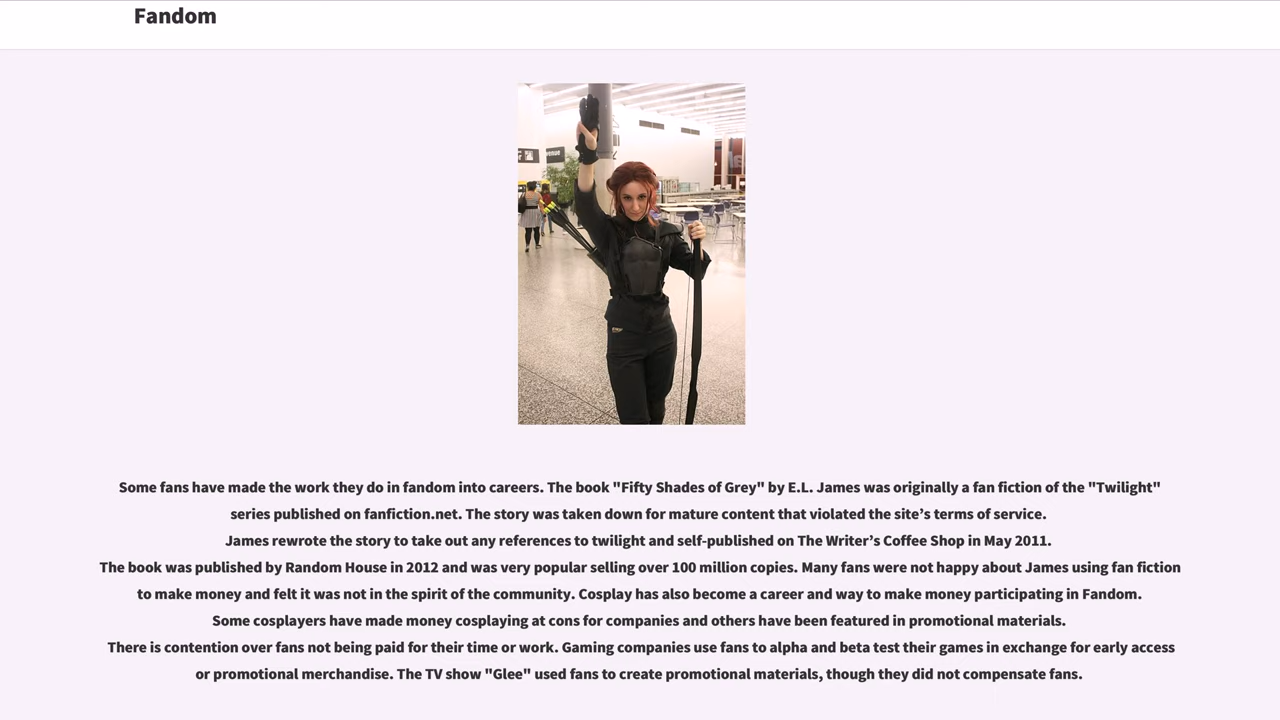 Fandom
Some fans have made the work they do in fandom into careers. The book "Fifty Shades of Grey" by E.L. James was originally a fan fiction of the "Twilight"
series published on fanfiction.net. The story was taken down for mature content that violated the site’s terms of service.
James rewrote the story to take out any references to twilight and self-published on The Writer’s Coffee Shop in May 2011.
The book was published by Random House in 2012 and was very popular selling over 100 million copies. Many fans were not happy about James using fan fiction
to make money and felt it was not in the spirit of the community. Cosplay has also become a career and way to make money participating in Fandom.
Some cosplayers have made money cosplaying at cons for companies and others have been featured in promotional materials.
There is contention over fans not being paid for their time or work. Gaming companies use fans to alpha and beta test their games in exchange for early access
or promotional merchandise. The TV show "Glee" used fans to create promotional materials, though they did not compensate fans.